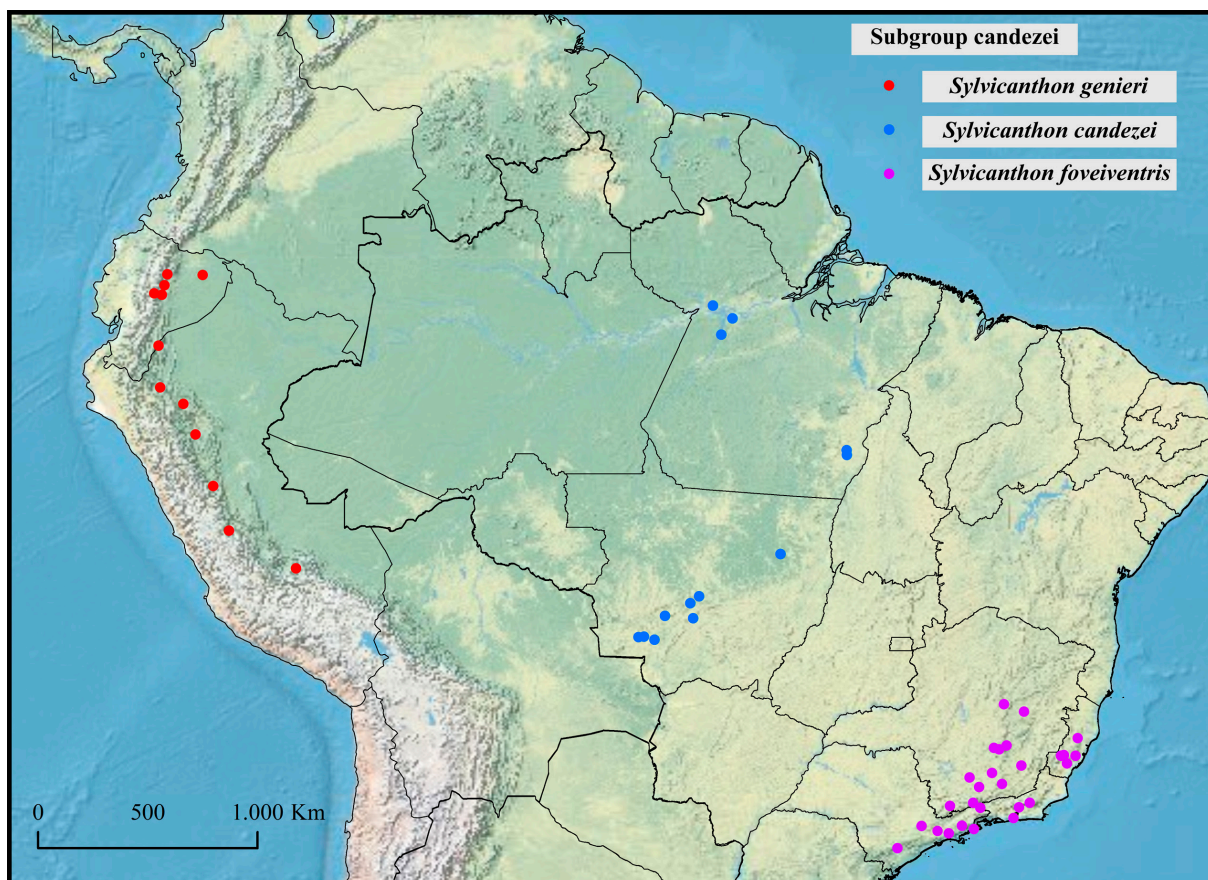 Subgroup candezei
Sylvicanthon genieri
Sylvicanthon candezei
Sylvicanthon foveiventris
0 500 1.000 Km